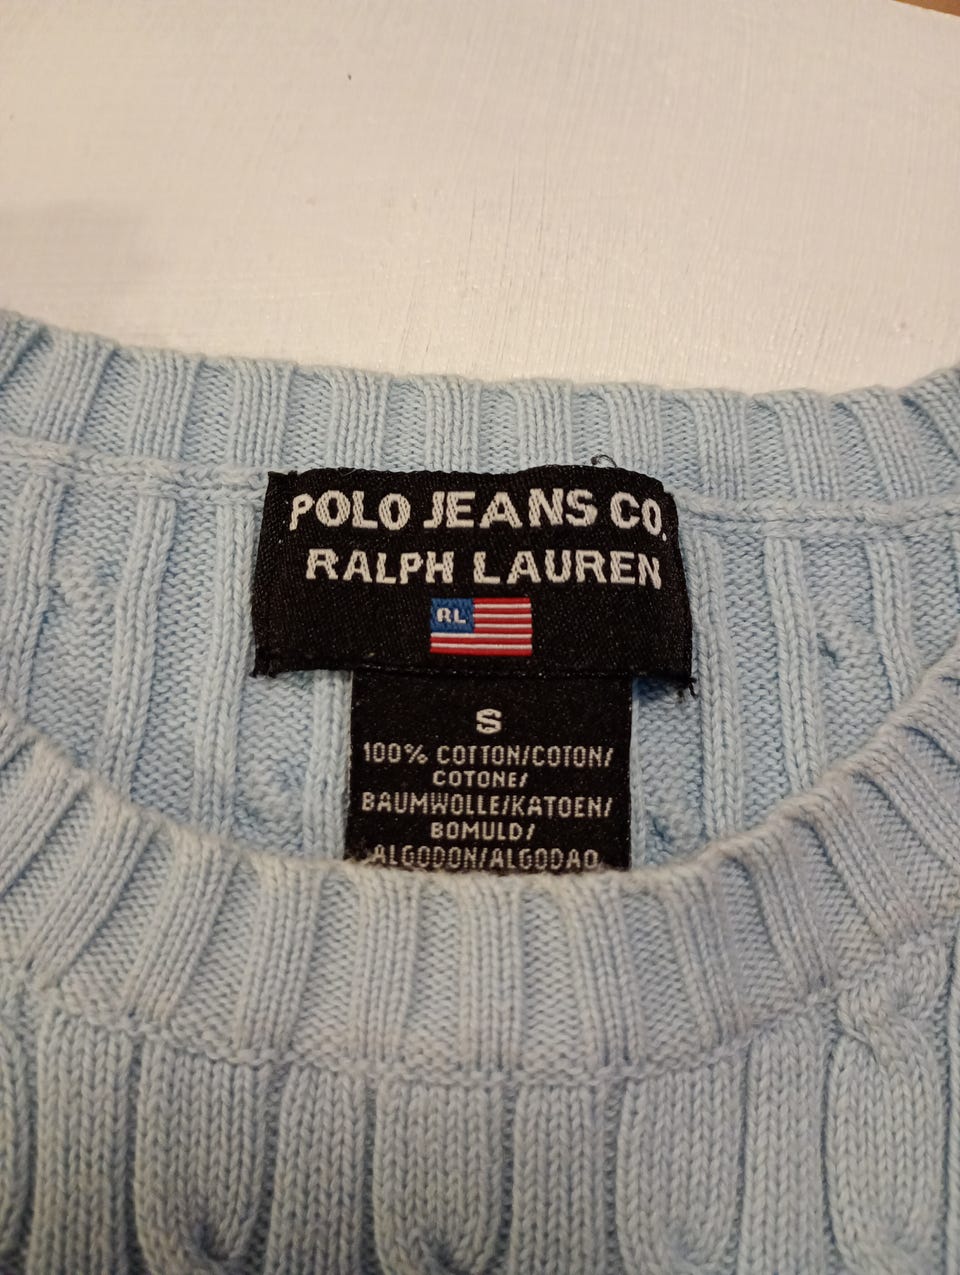 POLO JEANS CO.
RALPH LAUREN
RL
S
100% COTTON/COTON/
COTONE/
BAUMWOLLE/KATOEN/
BOMULD/
ALGODON/ALGODAO